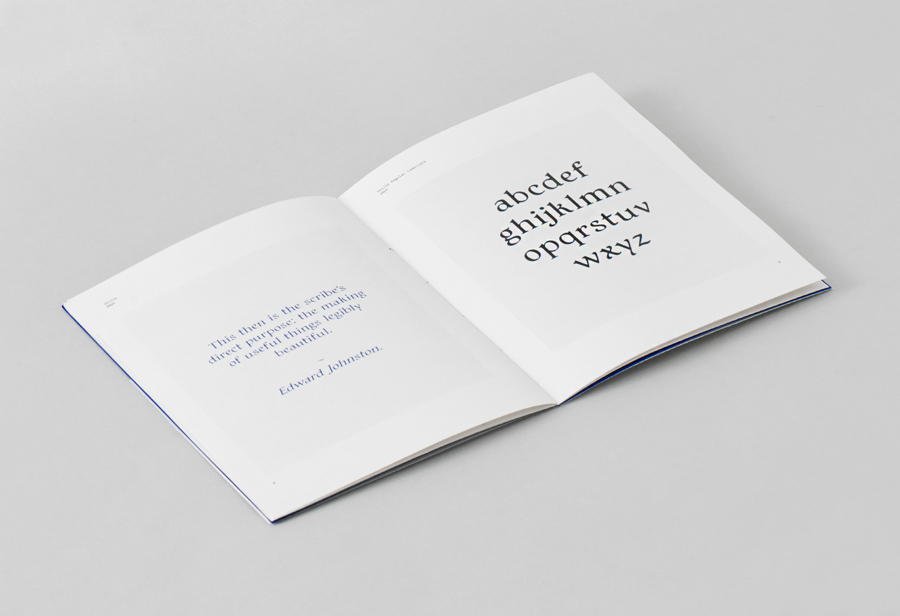 This then is the scribe's
direct purpose: the making
of useful things legibly
beautiful.
—
Edward Johnston.
abcdef
ghijklmn
opqrstuv
wxyz